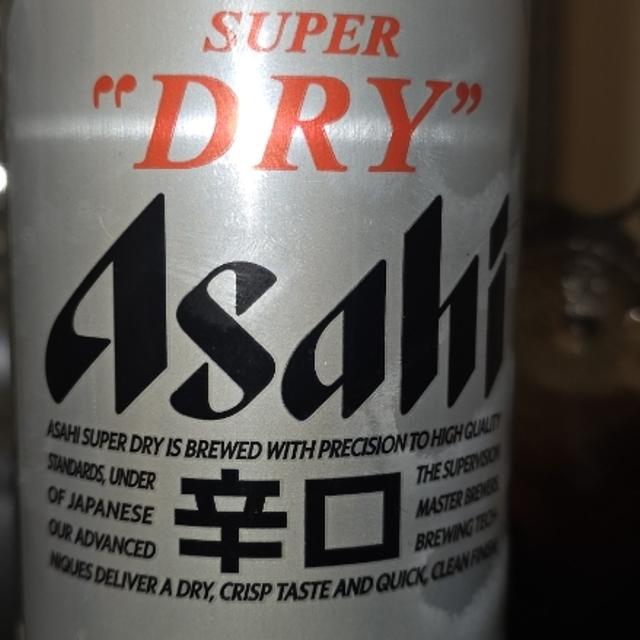 SUPER
“DRY”
Asahi
ASAHI SUPER DRY IS BREWED WITH PRECISION TO HIGH QUALITY
STANDARDS, UNDER THE SUPERVISION
OF JAPANESE MASTER BREWERS.
辛口
OUR ADVANCED BREWING TECH-
NIQUES DELIVER A DRY, CRISP TASTE AND QUICK, CLEAN FINISH.